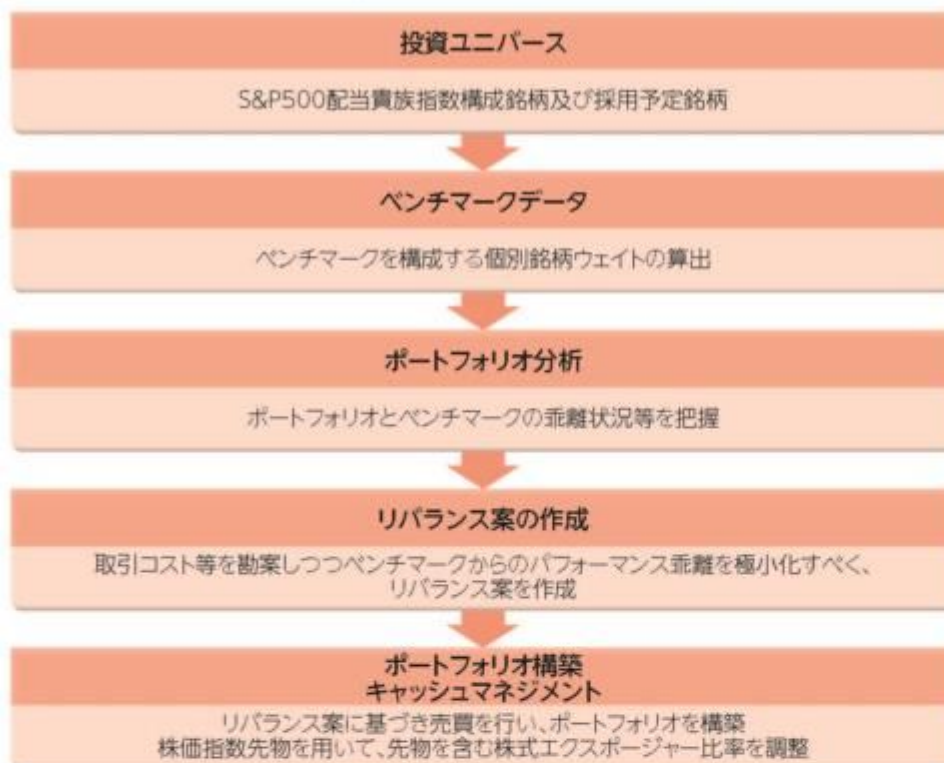 投資ユニバース
S&P500配当貴族指数構成銘柄及び採用予定銘柄
ベンチマークデータ
ベンチマークを構成する個別銘柄ウェイトの算出
ポートフォリオ分析
ポートフォリオとベンチマークの乖離状況等を把握
リバランス案の作成
取引コスト等を勘案しつつベンチマークからのパフォーマンス乖離を極小化すべく、
リバランス案を作成
ポートフォリオ構築
キャッシュマネジメント
リバランス案に基づき売買を行い、ポートフォリオを構築
株価指数先物を用いて、先物を含む株式エクスポージャー比率を調整